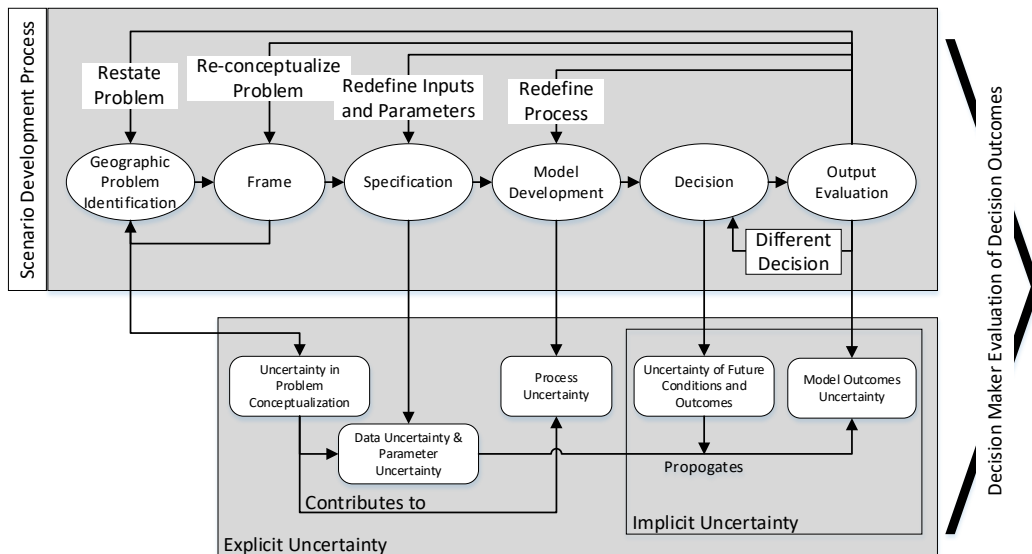 Scenario Development Process
Restate
Problem
Re-conceptualize
Problem
Redefine Inputs
and Parameters
Redefine
Process
Geographic
Problem
Identification
Frame
Specification
Model
Development
Decision
Output
Evaluation
Different
Decision
Uncertainty in
Problem
Conceptualization
Data Uncertainty &
Parameter
Uncertainty
Process
Uncertainty
Uncertainty of Future
Conditions and
Outcomes
Model Outcomes
Uncertainty
Propogates
Contributes to
Implicit Uncertainty
Explicit Uncertainty
Decision Maker Evaluation of Decision Outcomes